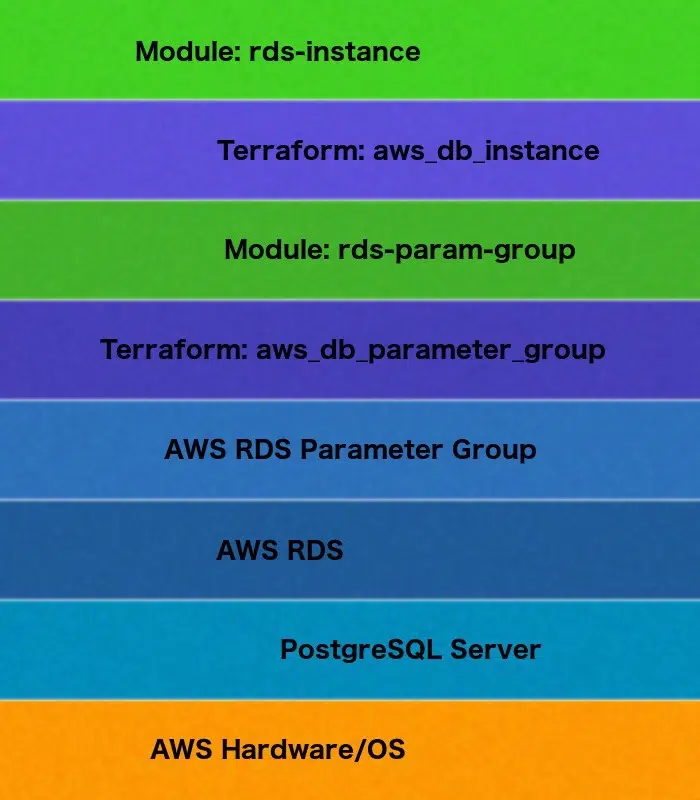 Module: rds-instance
Terraform: aws_db_instance
Module: rds-param-group
Terraform: aws_db_parameter_group
AWS RDS Parameter Group
AWS RDS
PostgreSQL Server
AWS Hardware/OS